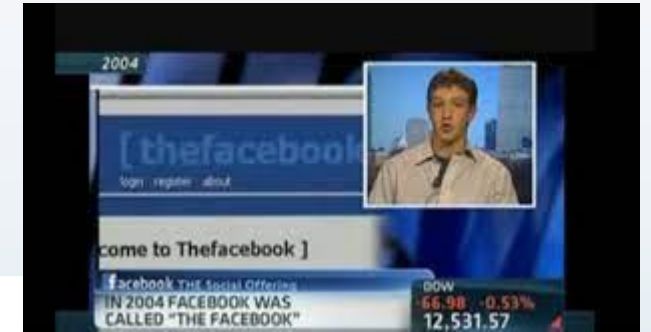 2004
[ thefacebook
login register about
come to Thefacebook ]
facebook THE Social Offering
IN 2004 FACEBOOK WAS
CALLED "THE FACEBOOK"
DOW
-66.98 -0.53%
12,531.57